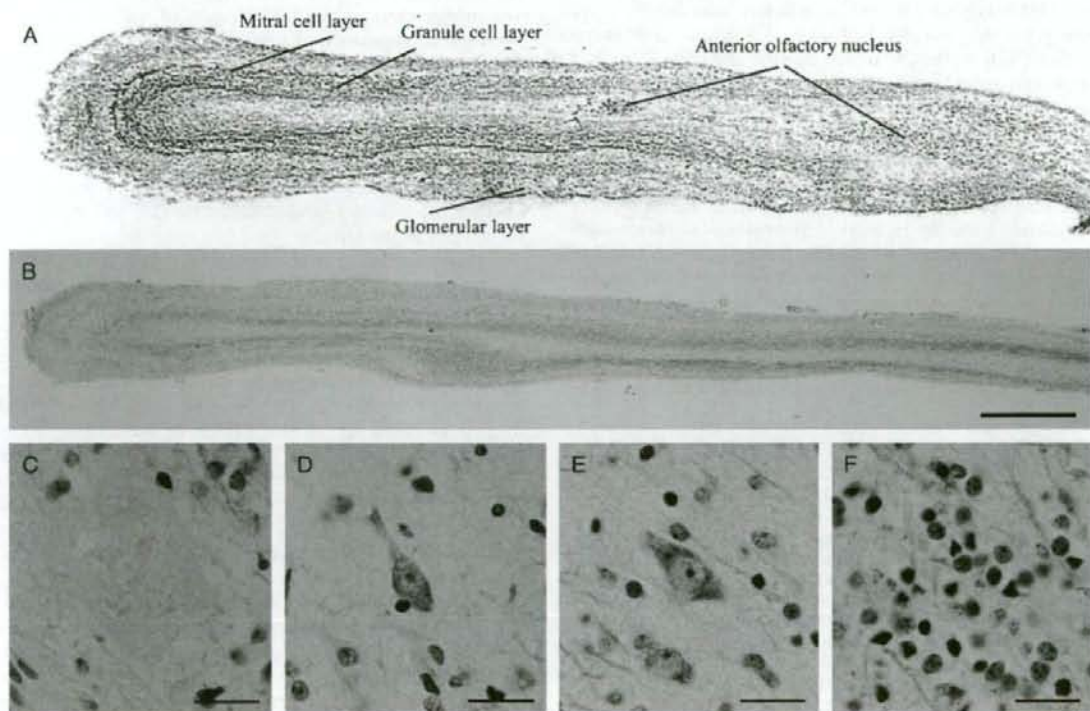 A
Mitral cell layer
Granule cell layer
Anterior olfactory nucleus
Glomerular layer
B
C
D
E
F